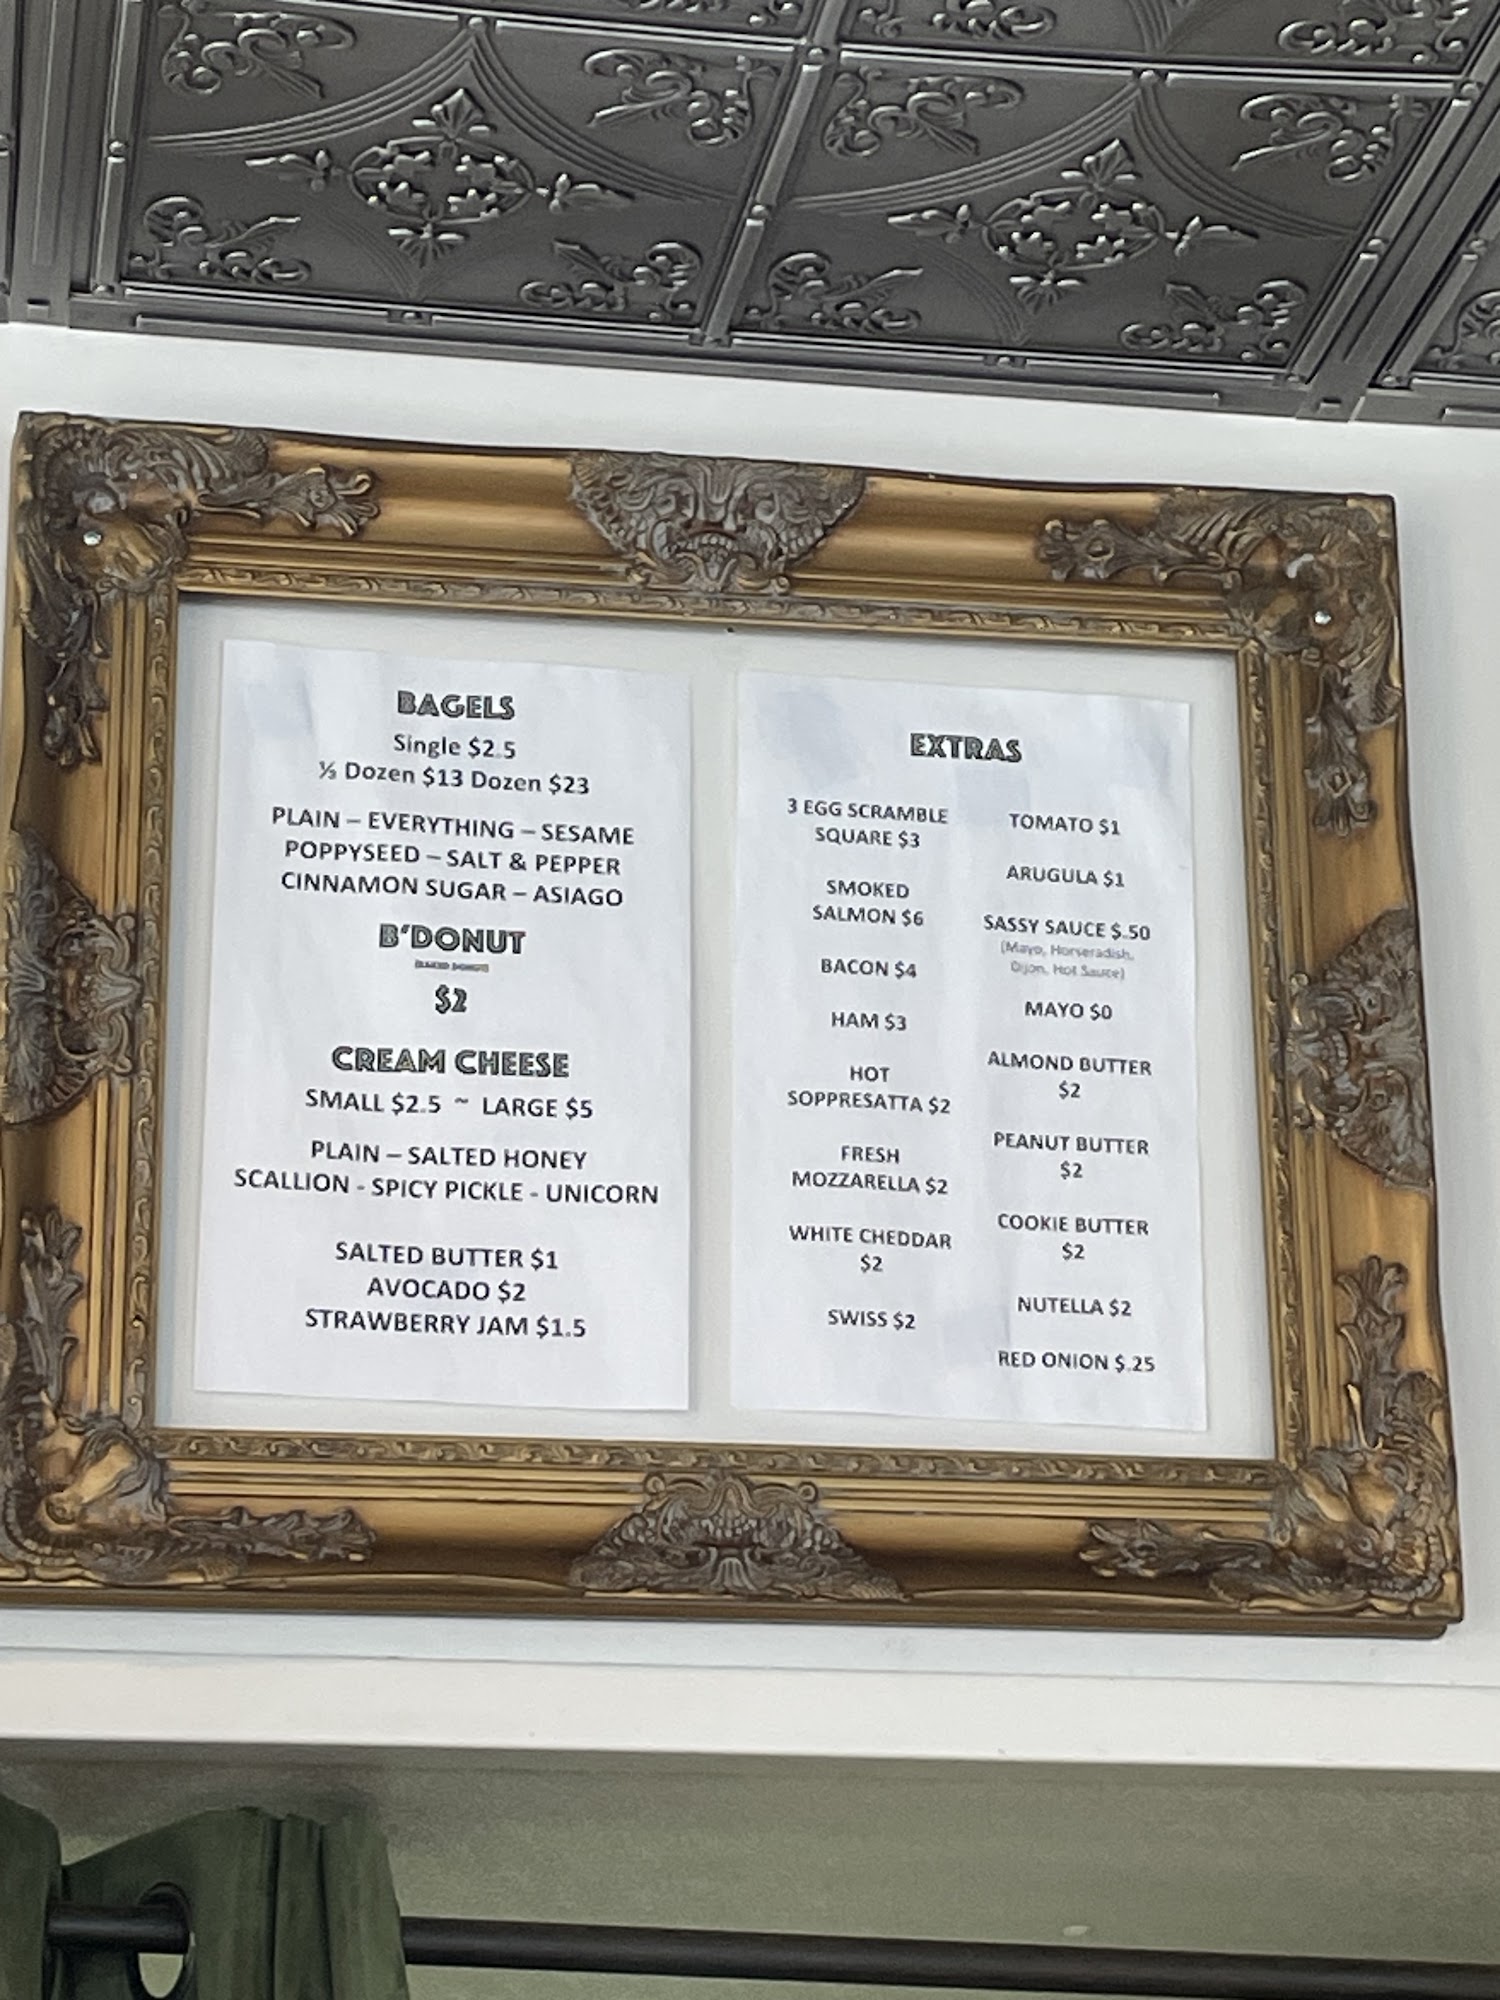 BAGELS
Single $2.5
½ Dozen $13 Dozen $23
PLAIN – EVERYTHING – SESAME
POPPYSEED – SALT & PEPPER
CINNAMON SUGAR – ASIAGO
B'DONUT
(BAKED DONUT)
$2
CREAM CHEESE
SMALL $2.5 ~ LARGE $5
PLAIN – SALTED HONEY
SCALLION - SPICY PICKLE - UNICORN
SALTED BUTTER $1
AVOCADO $2
STRAWBERRY JAM $1.5
EXTRAS
3 EGG SCRAMBLE
SQUARE $3
SMOKED
SALMON $6
BACON $4
HAM $3
HOT
SOPPRESATTA $2
FRESH
MOZZARELLA $2
WHITE CHEDDAR
$2
SWISS $2
TOMATO $1
ARUGULA $1
SASSY SAUCE $.50
(Mayo, Horseradish,
Dijon, Hot Sauce)
MAYO $0
ALMOND BUTTER
$2
PEANUT BUTTER
$2
COOKIE BUTTER
$2
NUTELLA $2
RED ONION $.25